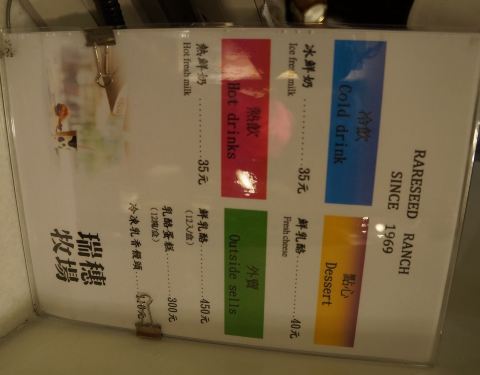 RARESEED RANCH
SINCE 1969
冷飲
Cold drink
冰鮮奶..........35元
Ice fresh milk
熱飲
Hot drinks
熱鮮奶..........35元
Hot fresh milk
點心
Dessert
鮮乳酪..........40元
Fresh cheese
外賣
Outside sells
鮮乳酪..........450元
(12入/盒)
乳酪蛋糕..........300元
冷凍乳香饅頭
瑞穗
牧場